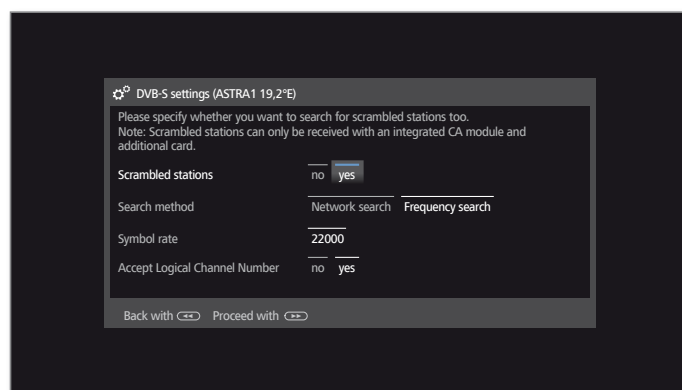 DVB-S settings (ASTRA1 19,2°E)
Please specify whether you want to search for scrambled stations too.
Note: Scrambled stations can only be received with an integrated CA module and
additional card.
Scrambled stations no yes
Search method Network search Frequency search
Symbol rate 22000
Accept Logical Channel Number no yes
Back with Proceed with